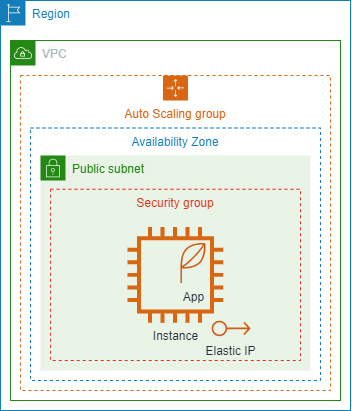 Region
VPC
Auto Scaling group
Availability Zone
Public subnet
Security group
App
Instance
Elastic IP